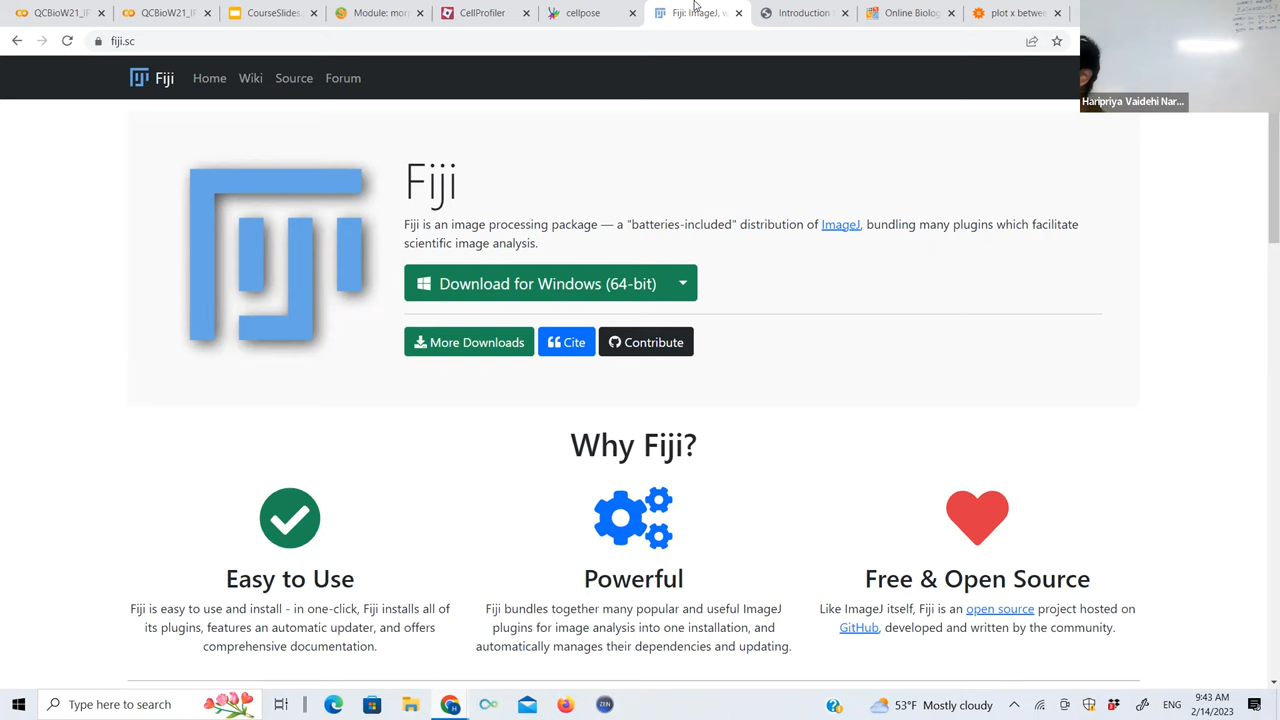 QCBioW21_IF
QCBioW21_IF
CourseSlides
Module: mor
CellProfiler
cellpose
Fiji: ImageJ, w
Introduction
Online Biolog
plot x betwee
fiji.sc
Fiji Home Wiki Source Forum
Haripriya Vaidehi Nar...
Fiji
Fiji is an image processing package — a "batteries-included" distribution of ImageJ, bundling many plugins which facilitate
scientific image analysis.
Download for Windows (64-bit)
More Downloads Cite Contribute
Why Fiji?
Easy to Use
Fiji is easy to use and install - in one-click, Fiji installs all of
its plugins, features an automatic updater, and offers
comprehensive documentation.
Powerful
Fiji bundles together many popular and useful ImageJ
plugins for image analysis into one installation, and
automatically manages their dependencies and updating.
Free & Open Source
Like ImageJ itself, Fiji is an open source project hosted on
GitHub, developed and written by the community.
Type here to search
ZEN
53°F Mostly cloudy
ENG
9:43 AM
2/14/2023